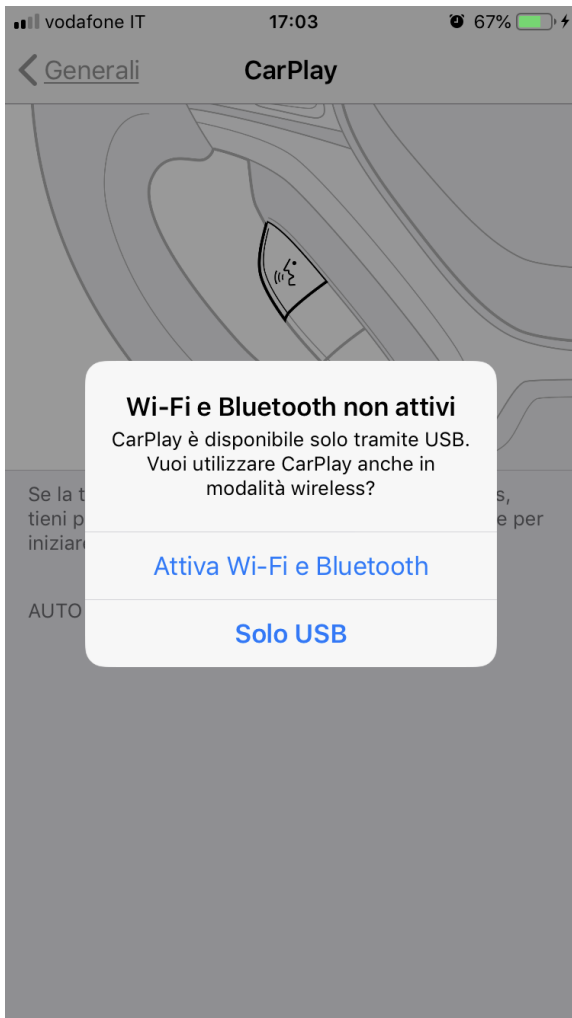 vodafone IT 17:03 67%
Generali CarPlay
Wi-Fi e Bluetooth non attivi
CarPlay è disponibile solo tramite USB.
Vuoi utilizzare CarPlay anche in
modalità wireless?
Se la
tieni
e per
Attiva Wi-Fi e Bluetooth
AUTO
Solo USB